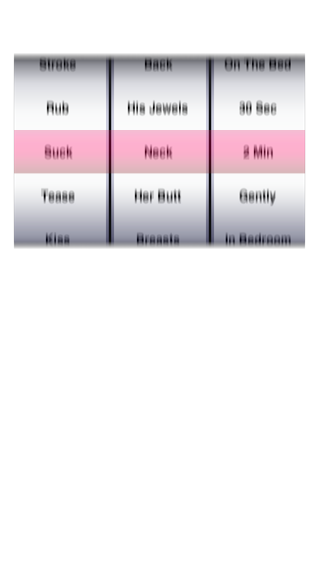 Stroke Back On The Bed
Rub His Jewels 30 Sec
Suck Neck 2 Min
Tease Her Butt Gently
Kiss Breasts In Bedroom